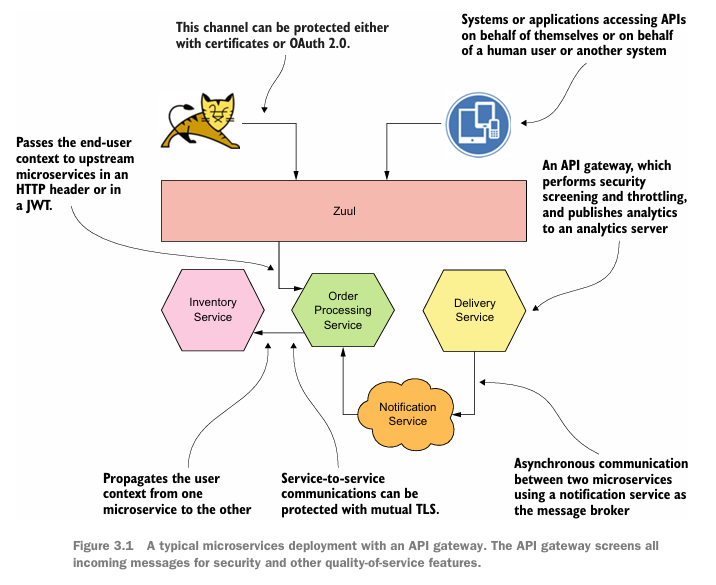 This channel can be protected either
with certificates or OAuth 2.0.
Systems or applications accessing APIs
on behalf of themselves or on behalf
of a human user or another system
Passes the end-user
context to upstream
microservices in an
HTTP header or in
a JWT.
An API gateway, which
performs security
screening and throttling,
and publishes analytics
to an analytics server
Zuul
Inventory
Service
Order
Processing
Service
Delivery
Service
Notification
Service
Propagates the user
context from one
microservice to the other
Service-to-service
communications can be
protected with mutual TLS.
Asynchronous communication
between two microservices
using a notification service as
the message broker
Figure 3.1 A typical microservices deployment with an API gateway. The API gateway screens all
incoming messages for security and other quality-of-service features.